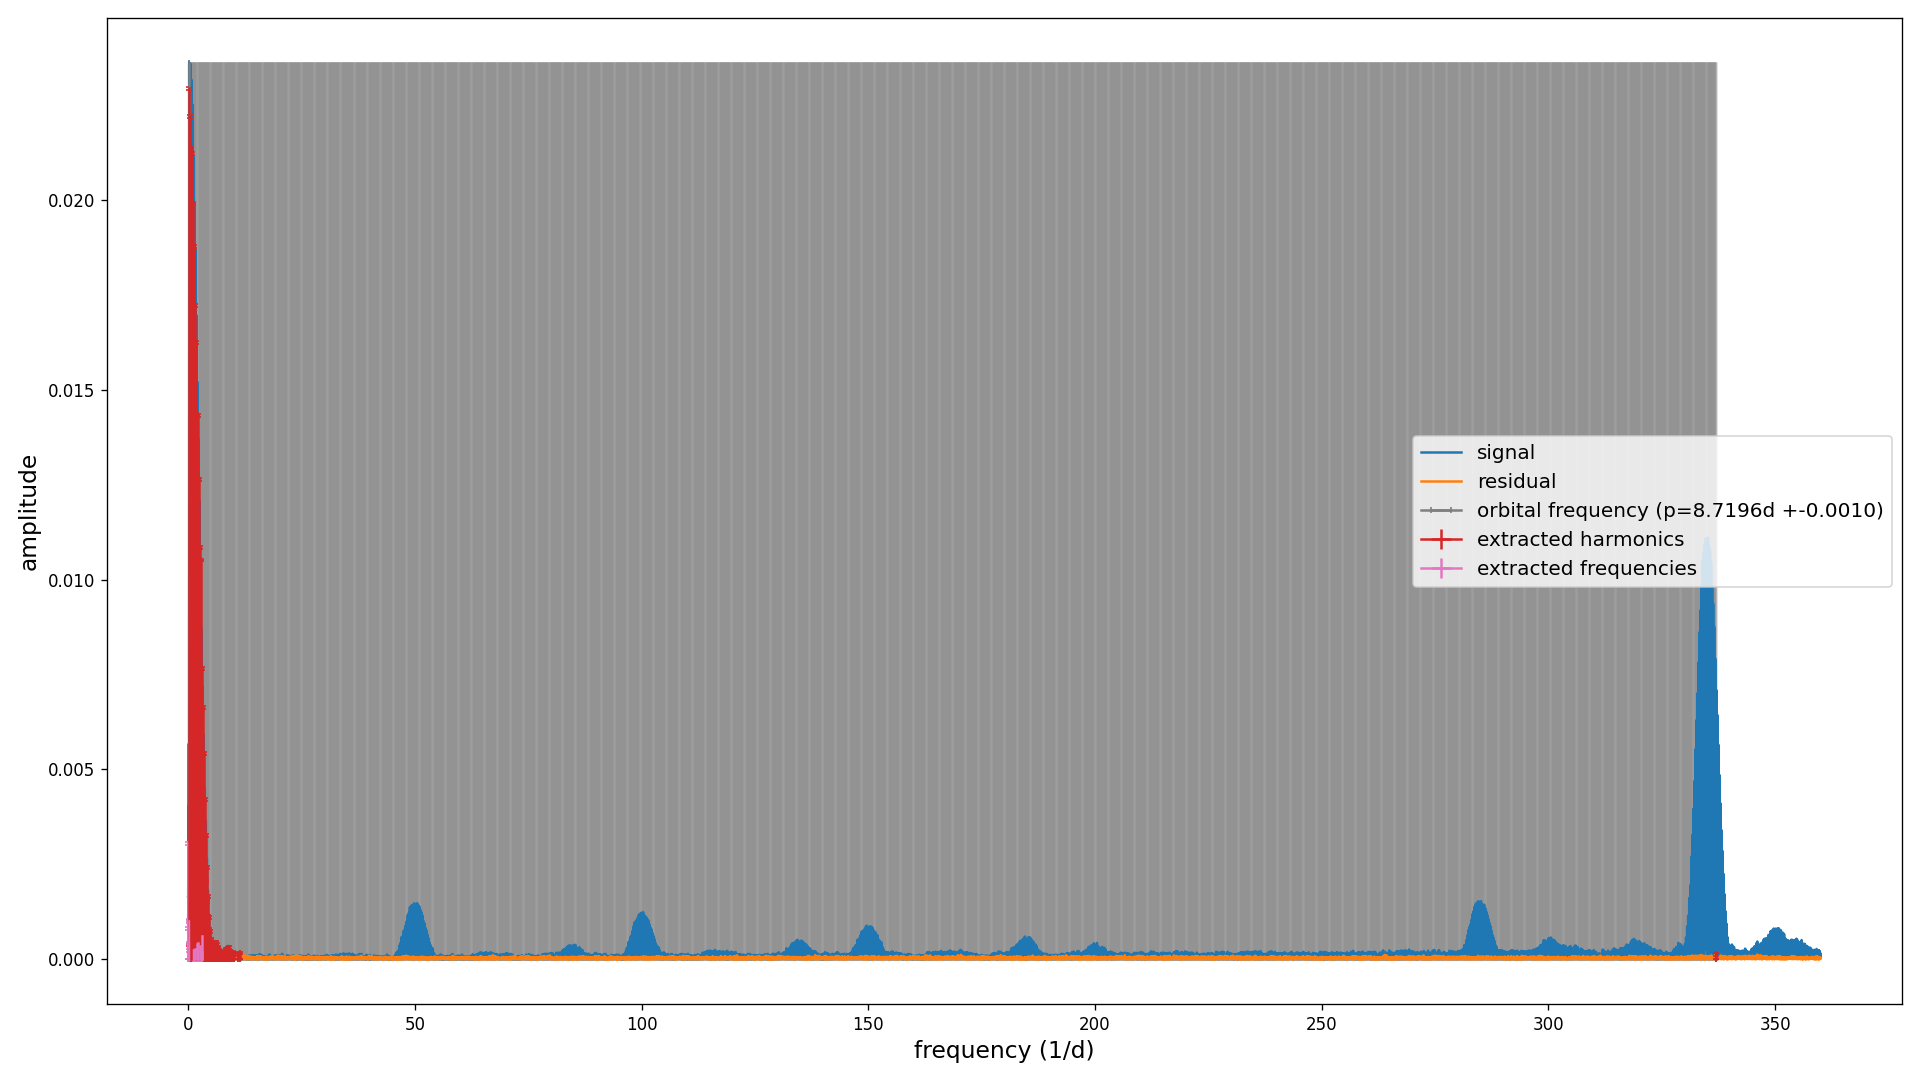 0.020
0.015
0.010
0.005
0.000
amplitude
signal
residual
orbital frequency (p=8.7196d +-0.0010)
extracted harmonics
extracted frequencies
0 50 100 150 200 250 300 350
frequency (1/d)